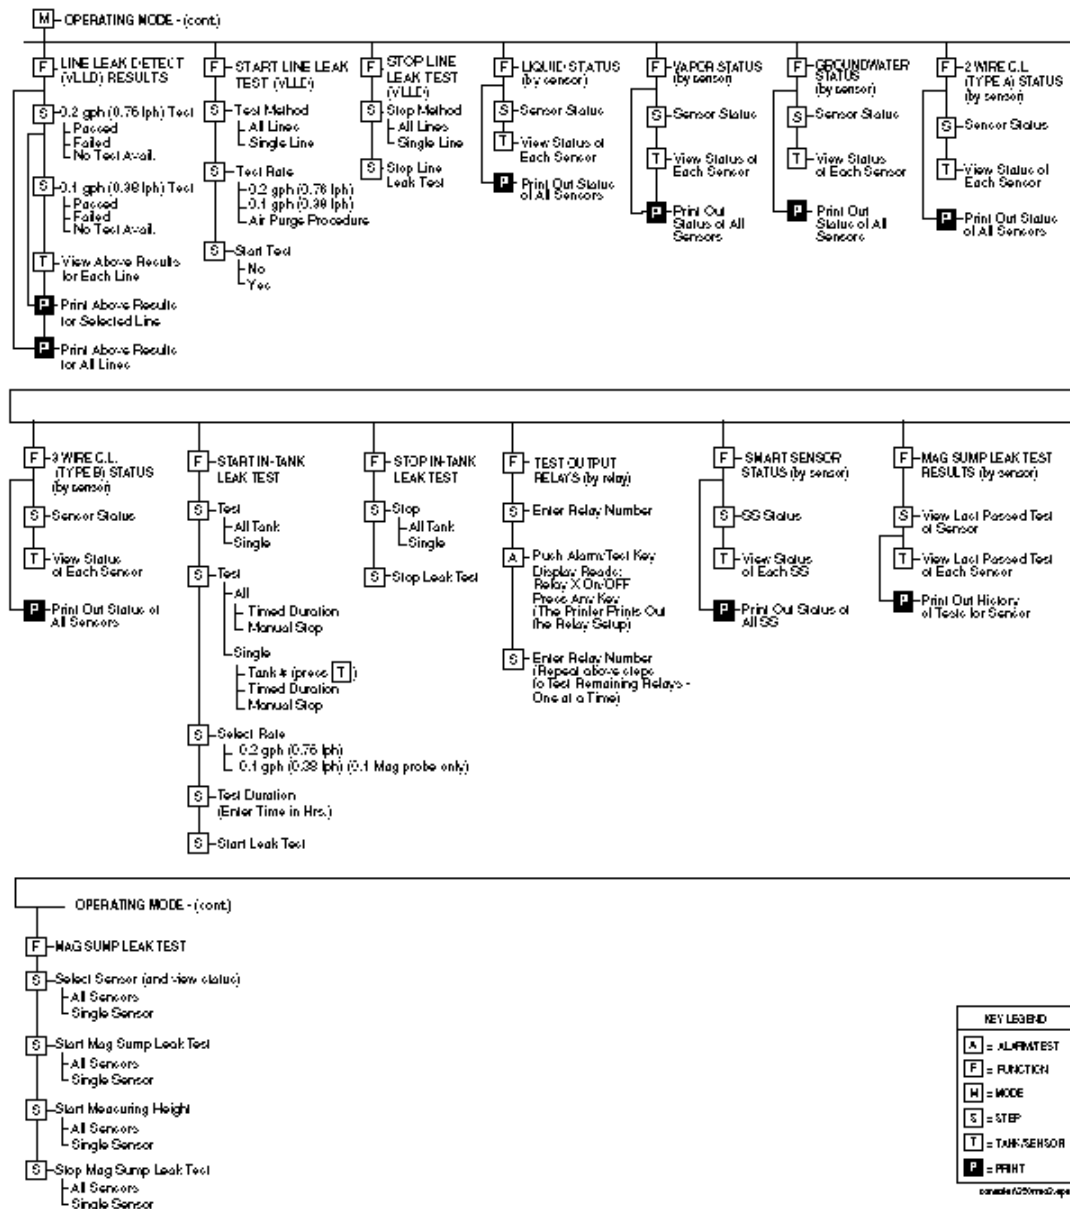 M OPERATING MODE - (cont.)
F LINE LEAK DETECT
(VLLD) RESULTS
S 0.2 gph (0.76 lph) Test
Passed
Failed
No Test Avail.
S 0.1 gph (0.38 lph) Test
Passed
Failed
No Test Avail.
T View Above Results
for Each Line
P Print Above Results
for Selected Line
P Print Above Results
for All Lines
F START LINE LEAK
TEST (VLLD)
S Test Method
All Lines
Single Line
S Test Rate
0.2 gph (0.76 lph)
0.1 gph (0.38 lph)
Air Purge Procedure
S Start Test
No
Yes
F STOP LINE
LEAK TEST
(VLLD)
S Stop Method
All Lines
Single Line
S Stop Line
Leak Test
F LIQUID STATUS
(by sensor)
S Sensor Status
T View Status of
Each Sensor
P Print Out Status
of All Sensors
F VAPOR STATUS
(by sensor)
S Sensor Status
T View Status of
Each Sensor
P Print Out
Status of All
Sensors
F GROUNDWATER
STATUS
(by sensor)
S Sensor Status
T View Status
of Each Sensor
P Print Out
Status of All
Sensors
F 2 WIRE C.L.
(TYPE A) STATUS
(by sensor)
S Sensor Status
T View Status of
Each Sensor
P Print Out Status
of All Sensors
F 3 WIRE C.L.
(TYPE B) STATUS
(by sensor)
S Sensor Status
T View Status
of Each Sensor
P Print Out Status of
All Sensors
F START IN-TANK
LEAK TEST
S Test
All Tank
Single
S Test
All
Timed Duration
Manual Stop
Single
Tank # (press T)
Timed Duration
Manual Stop
S Select Rate
0.2 gph (0.76 lph)
0.1 gph (0.38 lph) (0.1 Mag probe only)
S Test Duration
(Enter Time in Hrs.)
S Start Leak Test
F STOP IN-TANK
LEAK TEST
S Stop
All Tank
Single
S Stop Leak Test
F TEST OUTPUT
RELAYS (by relay)
S Enter Relay Number
A Push Alarm/Test Key
Display Reads:
Relay X On/OFF
Press Any Key
(The Printer Prints Out
the Relay Setup)
S Enter Relay Number
(Repeat above steps
to Test Remaining Relays -
One at a Time)
F SMART SENSOR
STATUS (by sensor)
S SS Status
T View Status
of Each SS
P Print Out Status of
All SS
F MAG SUMP LEAK TEST
RESULTS (by sensor)
S View Last Passed Test
of Sensor
T View Last Passed Test
of Each Sensor
P Print Out History
of Tests for Sensor
OPERATING MODE - (cont.)
F MAG SUMP LEAK TEST
S Select Sensor (and view status)
All Sensors
Single Sensor
S Start Mag Sump Leak Test
All Sensors
Single Sensor
S Start Measuring Height
All Sensors
Single Sensor
S Stop Mag Sump Leak Test
All Sensors
Single Sensor
KEY LEGEND
A = ALARM/TEST
F = FUNCTION
M = MODE
S = STEP
T = TANK/SENSOR
P = PRINT